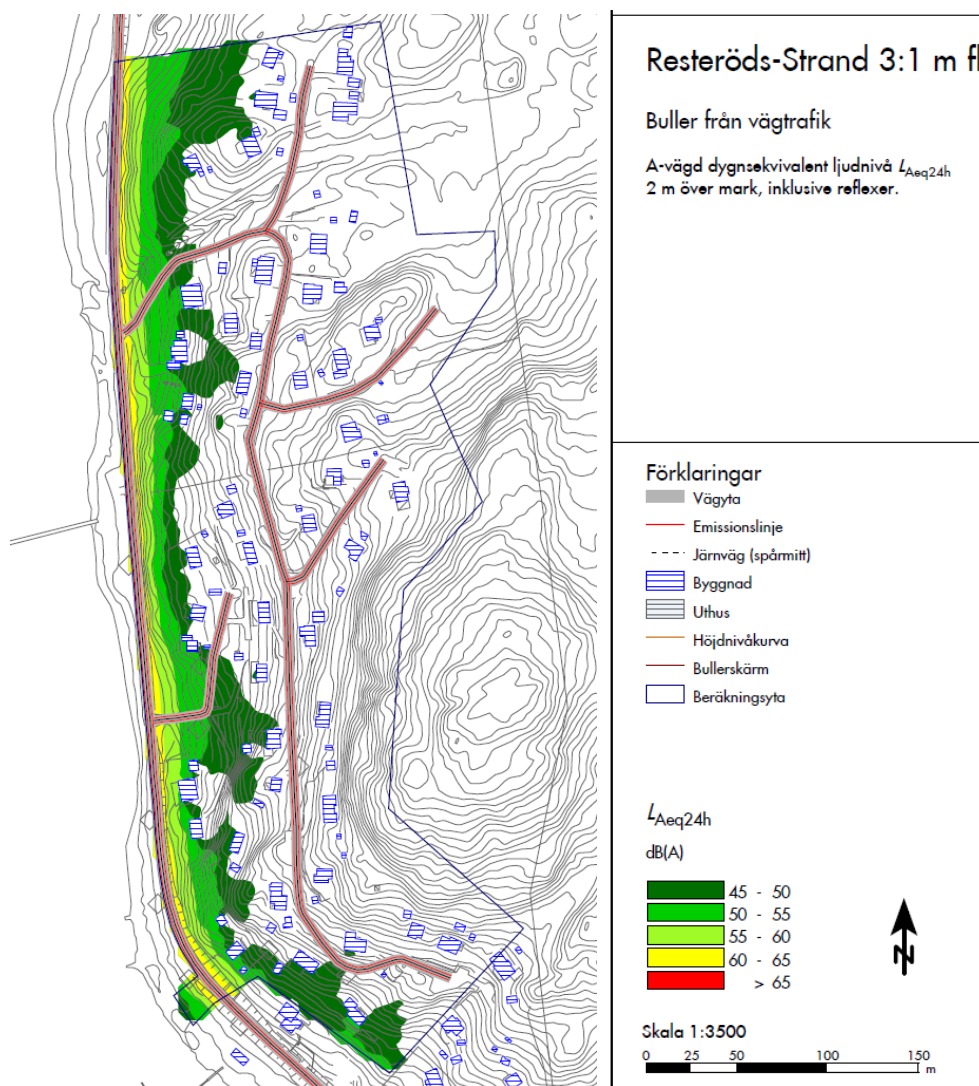 Resteröds-Strand 3:1 m fl
Buller från vägtrafik
A-vägd dygnsekvivalent ljudnivå LAeq24h
2 m över mark, inklusive reflexer.
Förklaringar
Vägyta
Emissionslinje
Järnväg (spårmitt)
Byggnad
Uthus
Höjdnivåkurva
Bullerskärm
Beräkningsyta
LAeq24h
dB(A)
45 - 50
50 - 55
55 - 60
60 - 65
> 65
N
Skala 1:3500
0 25 50 100 150
m